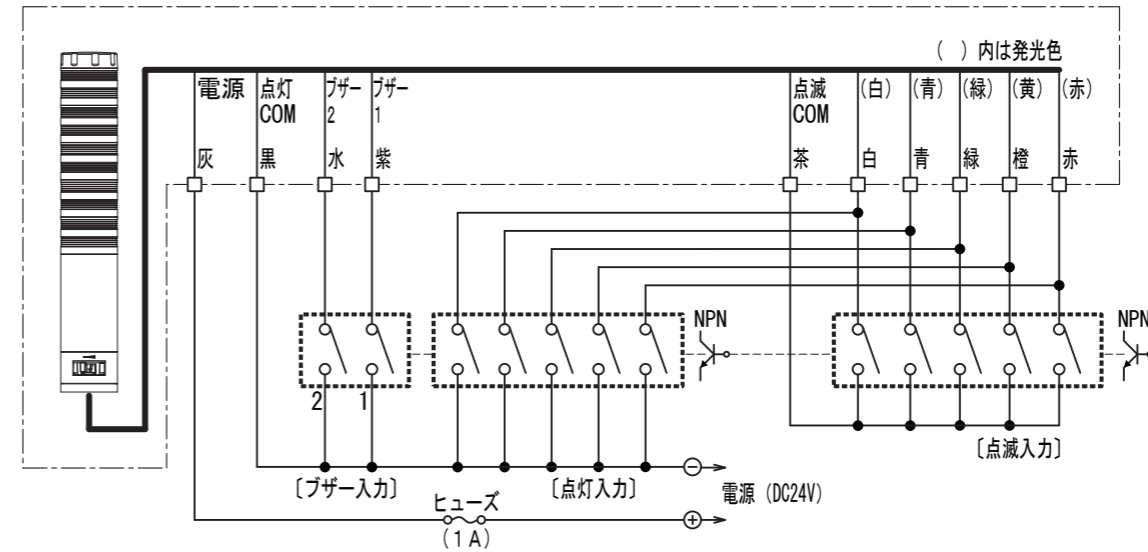 ( ) 内は発光色
電源
点灯
COM
ブザー
2
ブザー
1
点滅
COM
(白)
(青)
(緑)
(黄)
(赤)
灰
黒
水
紫
茶
白
青
緑
橙
赤
NPN
NPN
2
1
〔ブザー入力〕
〔点灯入力〕
〔点滅入力〕
−
電源 (DC24V)
ヒューズ
(1A)
+